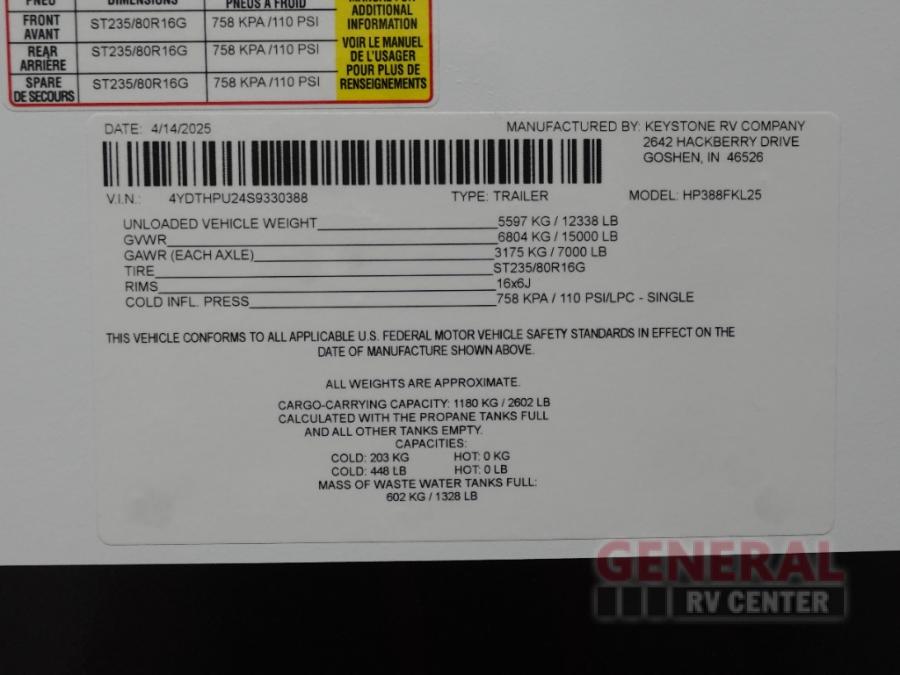 PNEU DIMENSIONS PNEUS À FROID
MANUAL FOR
ADDITIONAL
INFORMATION
VOIR LE MANUEL
DE L'USAGER
POUR PLUS DE
RENSEIGNEMENTS
FRONT
AVANT
ST235/80R16G 758 KPA /110 PSI
REAR
ARRIÈRE
ST235/80R16G 758 KPA /110 PSI
SPARE
DE SECOURS
ST235/80R16G 758 KPA /110 PSI
DATE: 4/14/2025
MANUFACTURED BY: KEYSTONE RV COMPANY
2642 HACKBERRY DRIVE
GOSHEN, IN 46526
V.I.N.: 4YDTHPU24S9330388 TYPE: TRAILER MODEL: HP388FKL25
UNLOADED VEHICLE WEIGHT 5597 KG / 12338 LB
GVWR 6804 KG / 15000 LB
GAWR (EACH AXLE) 3175 KG / 7000 LB
TIRE ST235/80R16G
RIMS 16x6J
COLD INFL. PRESS 758 KPA / 110 PSI/LPC - SINGLE
THIS VEHICLE CONFORMS TO ALL APPLICABLE U.S. FEDERAL MOTOR VEHICLE SAFETY STANDARDS IN EFFECT ON THE
DATE OF MANUFACTURE SHOWN ABOVE.
ALL WEIGHTS ARE APPROXIMATE.
CARGO-CARRYING CAPACITY: 1180 KG / 2602 LB
CALCULATED WITH THE PROPANE TANKS FULL
AND ALL OTHER TANKS EMPTY.
CAPACITIES:
COLD: 203 KG HOT: 0 KG
COLD: 448 LB HOT: 0 LB
MASS OF WASTE WATER TANKS FULL:
602 KG / 1328 LB
GENERAL
RV CENTER